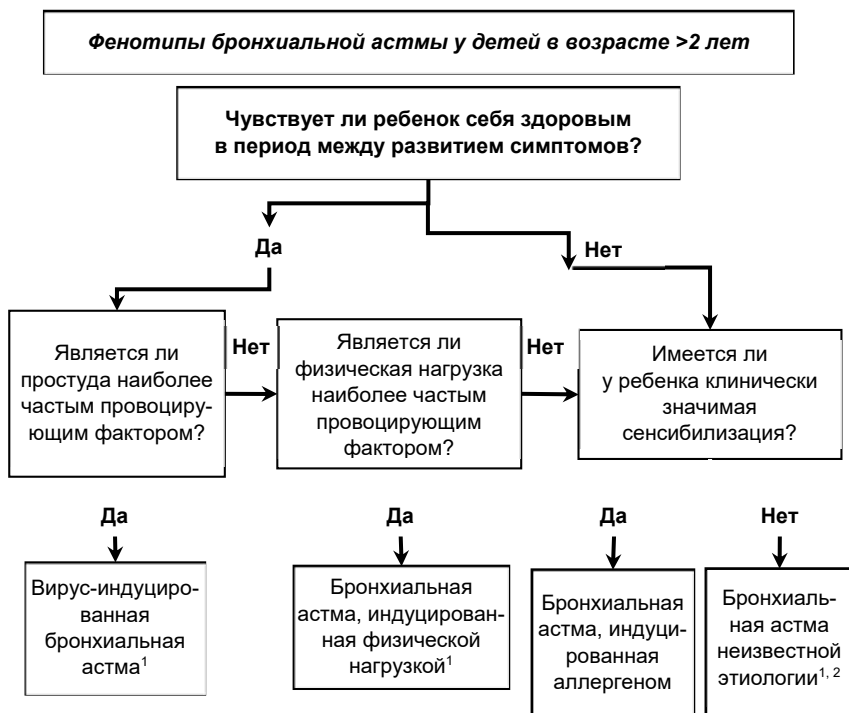 Фенотипы бронхиальной астмы у детей в возрасте >2 лет
Чувствует ли ребенок себя здоровым
в период между развитием симптомов?
Да
Нет
Является ли
простуда наиболее
частым провоциру-
ющим фактором?
Нет
Является ли
физическая нагрузка
наиболее частым
провоцирующим
фактором?
Нет
Имеется ли
у ребенка клинически
значимая
сенсибилизация?
Да
Да
Да
Нет
Вирус-индуциро-
ванная
бронхиальная
астма¹
Бронхиальная
астма, индуцирован-
ная физической
нагрузкой¹
Бронхиальная
астма, индуци-
рованная
аллергеном
Бронхиаль-
ная астма
неизвестной
этиологии¹, ²